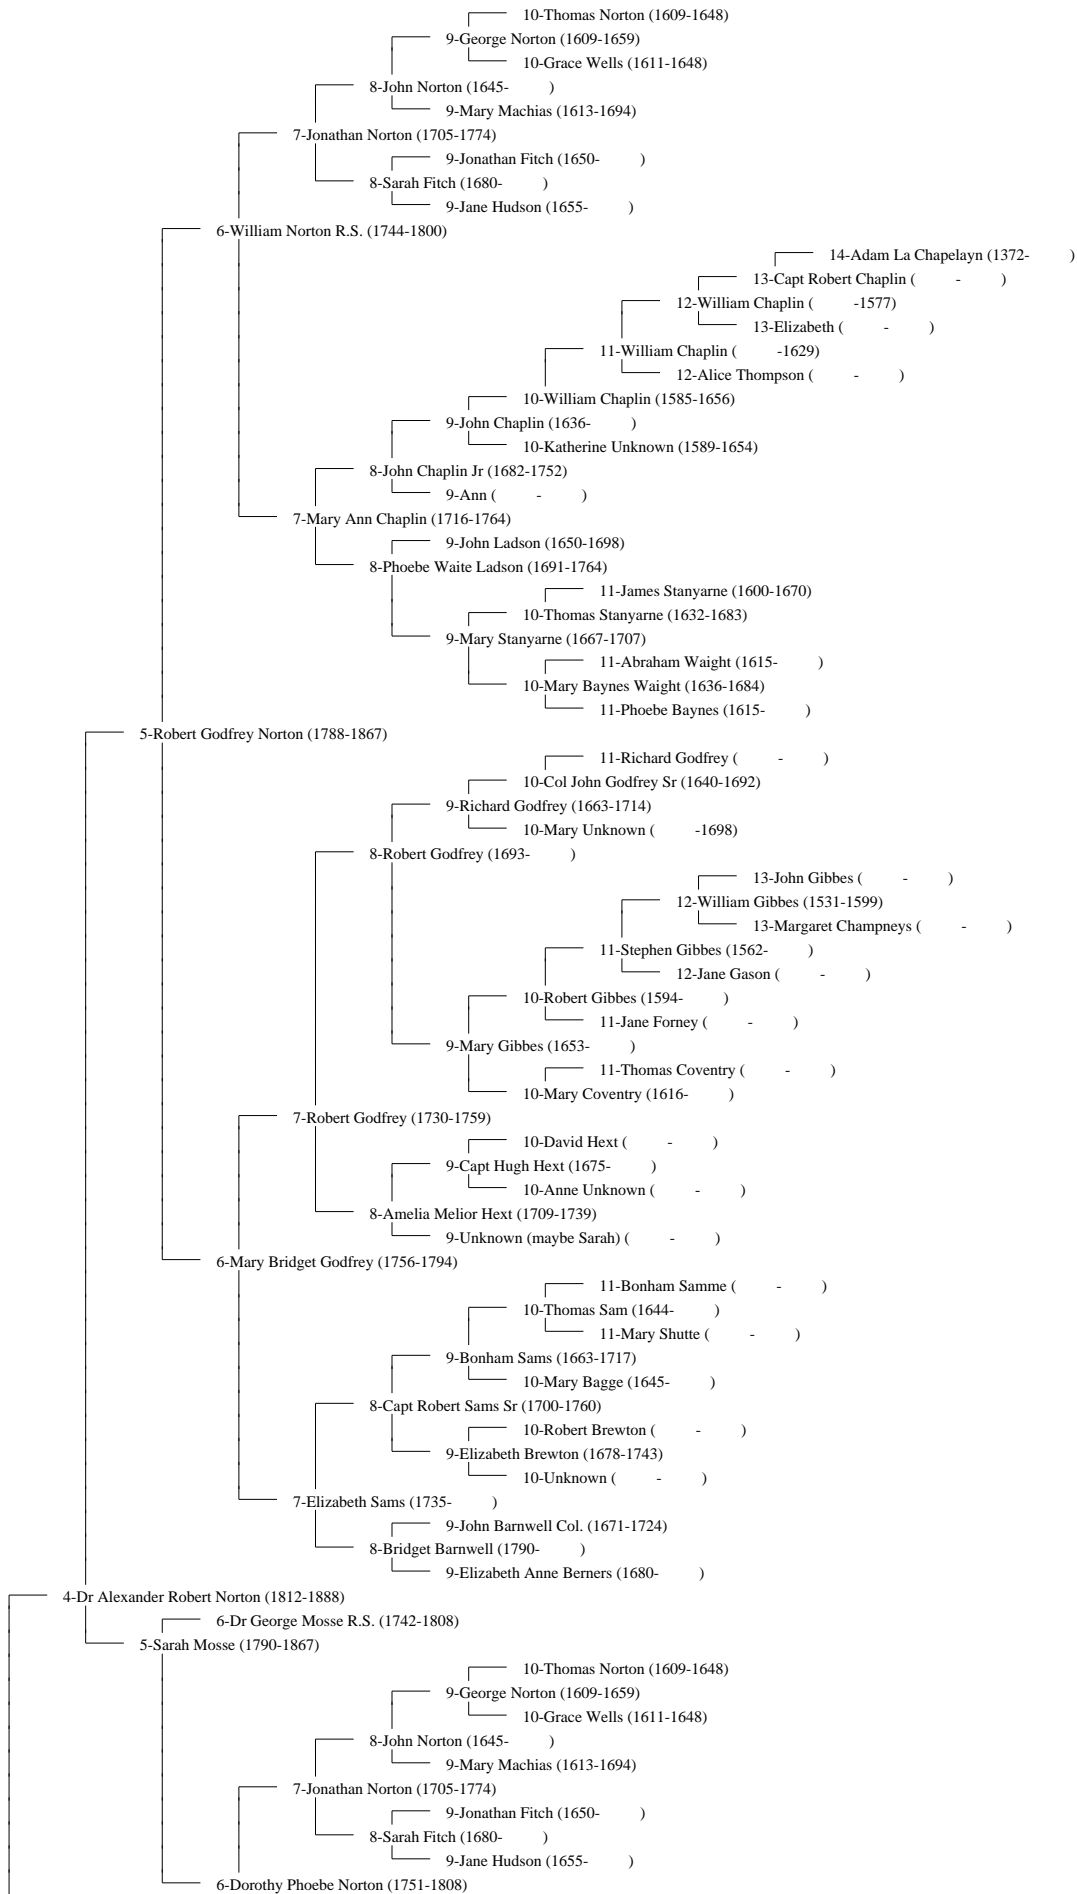 10-Thomas Norton (1609-1648)
9-George Norton (1609-1659)
10-Grace Wells (1611-1648)
8-John Norton (1645- )
9-Mary Machias (1613-1694)
7-Jonathan Norton (1705-1774)
9-Jonathan Fitch (1650- )
8-Sarah Fitch (1680- )
9-Jane Hudson (1655- )
6-William Norton R.S. (1744-1800)
14-Adam La Chapelayn (1372- )
13-Capt Robert Chaplin ( - )
12-William Chaplin ( -1577)
13-Elizabeth ( - )
11-William Chaplin ( -1629)
12-Alice Thompson ( - )
10-William Chaplin (1585-1656)
9-John Chaplin (1636- )
10-Katherine Unknown (1589-1654)
8-John Chaplin Jr (1682-1752)
9-Ann ( - )
7-Mary Ann Chaplin (1716-1764)
9-John Ladson (1650-1698)
8-Phoebe Waite Ladson (1691-1764)
11-James Stanyarne (1600-1670)
10-Thomas Stanyarne (1632-1683)
9-Mary Stanyarne (1667-1707)
11-Abraham Waight (1615- )
10-Mary Baynes Waight (1636-1684)
11-Phoebe Baynes (1615- )
5-Robert Godfrey Norton (1788-1867)
11-Richard Godfrey ( - )
10-Col John Godfrey Sr (1640-1692)
9-Richard Godfrey (1663-1714)
10-Mary Unknown ( -1698)
8-Robert Godfrey (1693- )
13-John Gibbes ( - )
12-William Gibbes (1531-1599)
13-Margaret Champneys ( - )
11-Stephen Gibbes (1562- )
12-Jane Gason ( - )
10-Robert Gibbes (1594- )
11-Jane Forney ( - )
9-Mary Gibbes (1653- )
11-Thomas Coventry ( - )
10-Mary Coventry (1616- )
7-Robert Godfrey (1730-1759)
10-David Hext ( - )
9-Capt Hugh Hext (1675- )
10-Anne Unknown ( - )
8-Amelia Melior Hext (1709-1739)
9-Unknown (maybe Sarah) ( - )
6-Mary Bridget Godfrey (1756-1794)
11-Bonham Samme ( - )
10-Thomas Sam (1644- )
11-Mary Shutte ( - )
9-Bonham Sams (1663-1717)
10-Mary Bagge (1645- )
8-Capt Robert Sams Sr (1700-1760)
10-Robert Brewton ( - )
9-Elizabeth Brewton (1678-1743)
10-Unknown ( - )
7-Elizabeth Sams (1735- )
9-John Barnwell Col. (1671-1724)
8-Bridget Barnwell (1790- )
9-Elizabeth Anne Berners (1680- )
4-Dr Alexander Robert Norton (1812-1888)
6-Dr George Mosse R.S. (1742-1808)
5-Sarah Mosse (1790-1867)
10-Thomas Norton (1609-1648)
9-George Norton (1609-1659)
10-Grace Wells (1611-1648)
8-John Norton (1645- )
9-Mary Machias (1613-1694)
7-Jonathan Norton (1705-1774)
9-Jonathan Fitch (1650- )
8-Sarah Fitch (1680- )
9-Jane Hudson (1655- )
6-Dorothy Phoebe Norton (1751-1808)